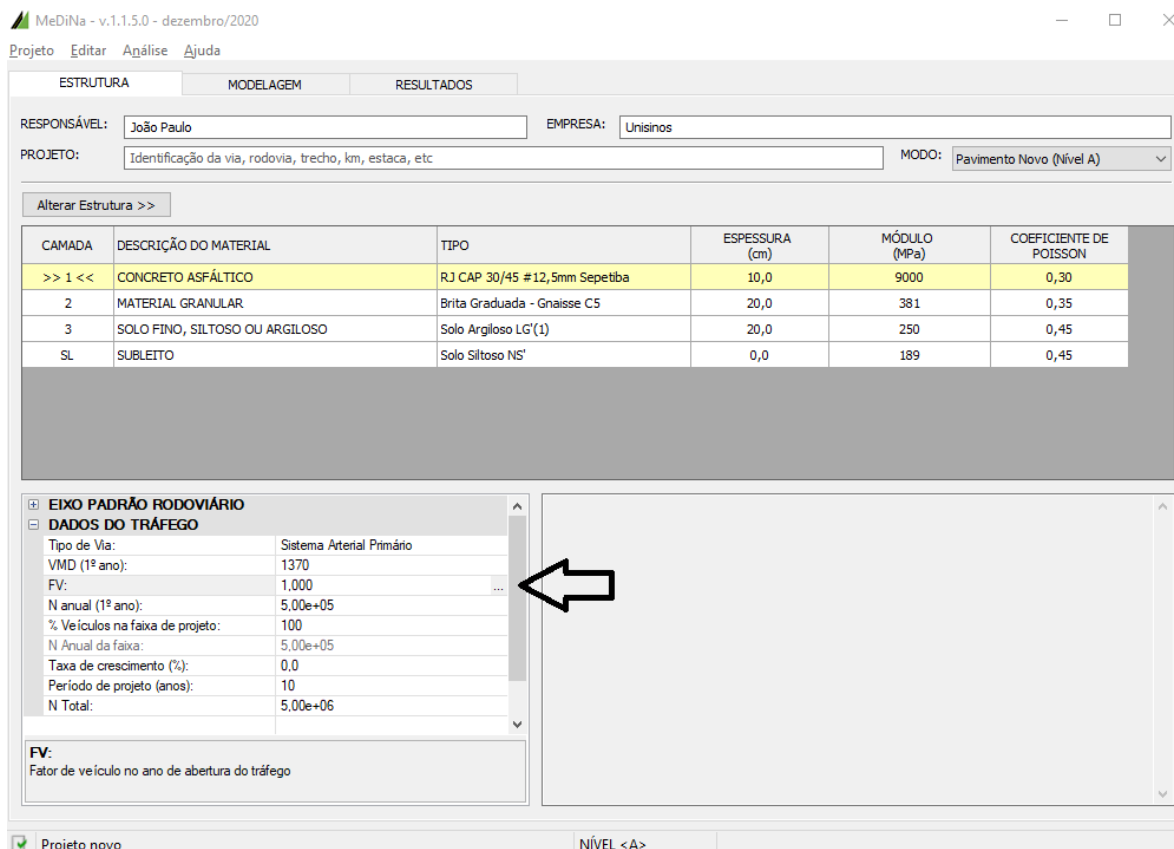 MeDiNa - v.1.1.5.0 - dezembro/2020
Projeto Editar Análise Ajuda
ESTRUTURA MODELAGEM RESULTADOS
RESPONSÁVEL: João Paulo EMPRESA: Unisinos
PROJETO: Identificação da via, rodovia, trecho, km, estaca, etc MODO: Pavimento Novo (Nível A)
Alterar Estrutura >>
CAMADA DESCRIÇÃO DO MATERIAL TIPO ESPESSURA (cm) MÓDULO (MPa) COEFICIENTE DE POISSON
>> 1 << CONCRETO ASFÁLTICO RJ CAP 30/45 #12,5mm Sepetiba 10,0 9000 0,30
2 MATERIAL GRANULAR Brita Graduada - Gnaisse C5 20,0 381 0,35
3 SOLO FINO, SILTOSO OU ARGILOSO Solo Argiloso LG'(1) 20,0 250 0,45
SL SUBLEITO Solo Siltoso NS' 0,0 189 0,45
EIXO PADRÃO RODOVIÁRIO
DADOS DO TRÁFEGO
Tipo de Via: Sistema Arterial Primário
VMD (1º ano): 1370
FV: 1,000 ...
N anual (1º ano): 5,00e+05
% Veículos na faixa de projeto: 100
N Anual da faixa: 5,00e+05
Taxa de crescimento (%): 0,0
Período de projeto (anos): 10
N Total: 5,00e+06
FV:
Fator de veículo no ano de abertura do tráfego
Projeto novo NÍVEL <A>